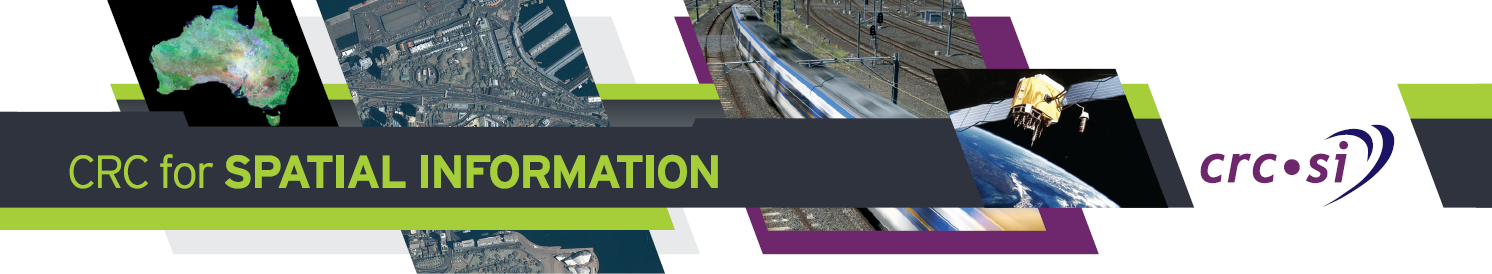 CRC for SPATIAL INFORMATION
crc•si